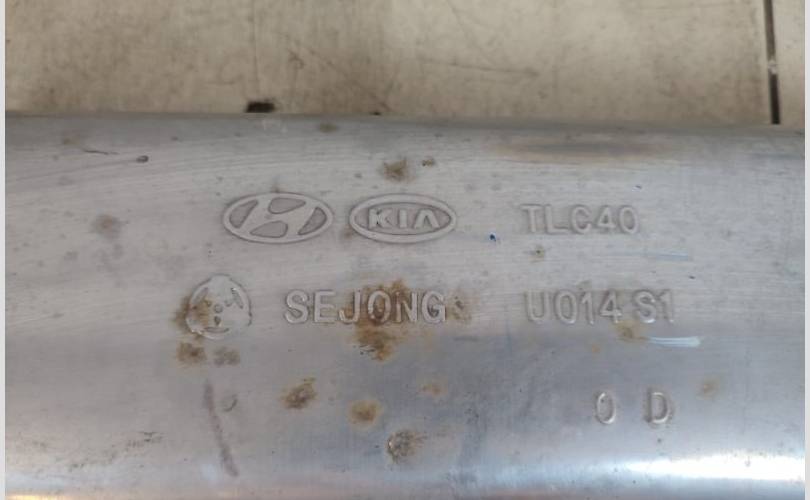 KIA TLC40
SEJONG U014 S1
0 D